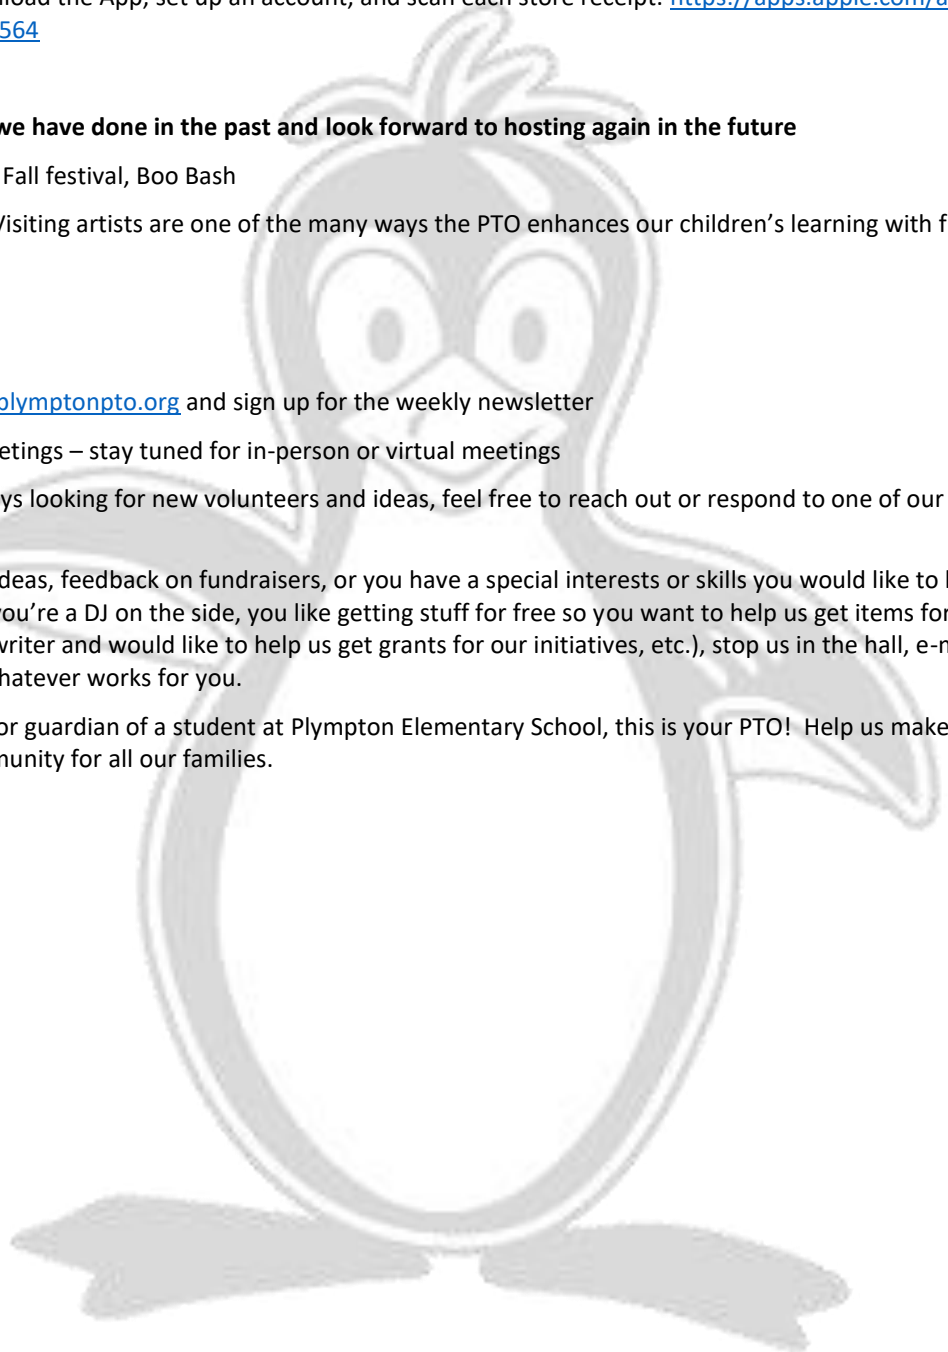 load the App, set up an account, and scan each store receipt. https://apps.apple.com/a
564
we have done in the past and look forward to hosting again in the future
Fall festival, Boo Bash
Visiting artists are one of the many ways the PTO enhances our children’s learning with f
plymptonpto.org and sign up for the weekly newsletter
etings – stay tuned for in-person or virtual meetings
ys looking for new volunteers and ideas, feel free to reach out or respond to one of our
deas, feedback on fundraisers, or you have a special interests or skills you would like to
you’re a DJ on the side, you like getting stuff for free so you want to help us get items for
writer and would like to help us get grants for our initiatives, etc.), stop us in the hall, e-m
hatever works for you.
or guardian of a student at Plympton Elementary School, this is your PTO!  Help us make
munity for all our families.